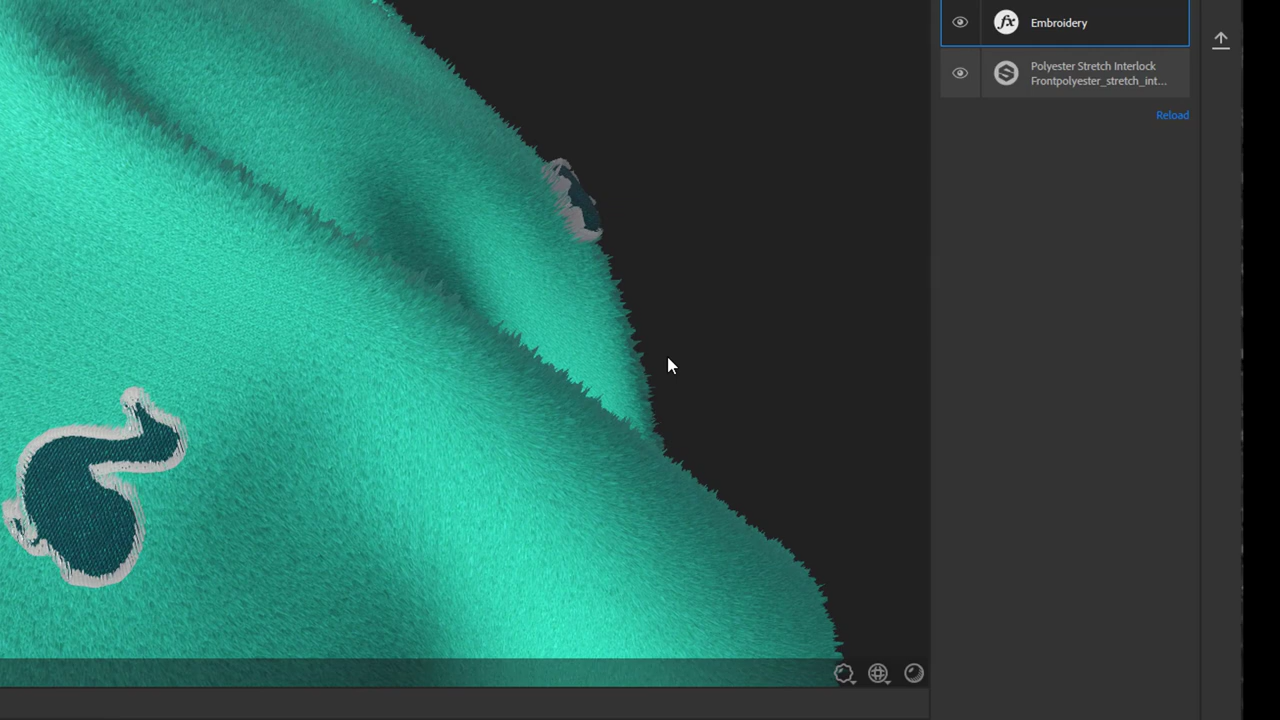 Embroidery
Polyester Stretch Interlock
Frontpolyester_stretch_int...
Reload